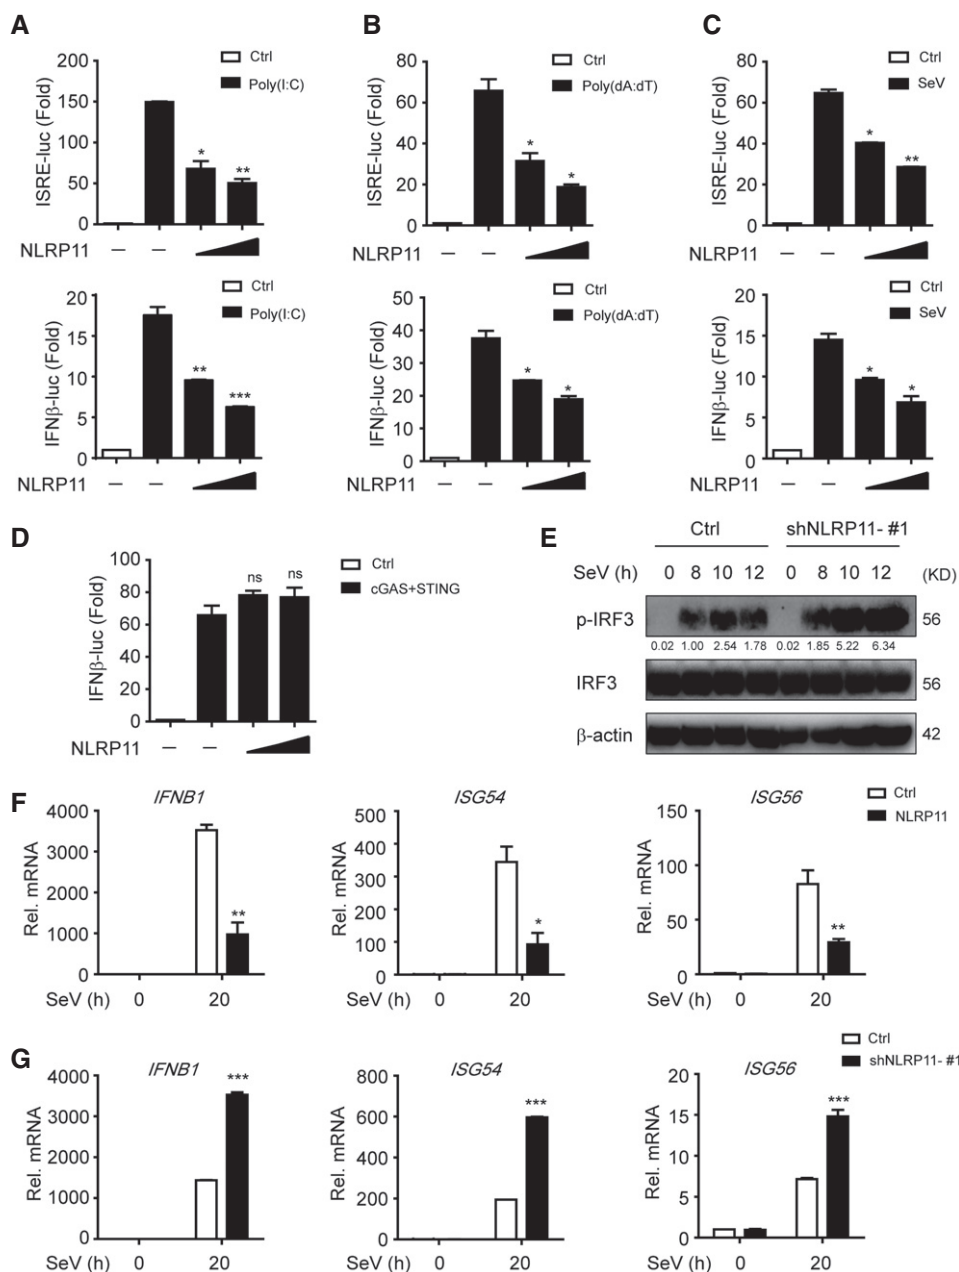 A
ISRE-luc (Fold)
200
150
100
50
0
Ctrl
Poly(I:C)
*
**
NLRP11 – –
IFNβ-luc (Fold)
20
15
10
5
0
Ctrl
Poly(I:C)
**
***
NLRP11 – –
B
ISRE-luc (Fold)
80
60
40
20
0
Ctrl
Poly(dA:dT)
*
*
NLRP11 – –
IFNβ-luc (Fold)
50
40
30
20
10
0
Ctrl
Poly(dA:dT)
*
*
NLRP11 – –
C
ISRE-luc (Fold)
80
60
40
20
0
Ctrl
SeV
*
**
NLRP11 – –
IFNβ-luc (Fold)
20
15
10
5
0
Ctrl
SeV
*
*
NLRP11 – –
D
IFNβ-luc (Fold)
100
80
60
40
20
0
Ctrl
cGAS+STING
ns
ns
NLRP11 – –
E
Ctrl shNLRP11- #1
SeV (h) 0 8 10 12 0 8 10 12 (KD)
p-IRF3 56
0.02 1.00 2.54 1.78 0.02 1.85 5.22 6.34
IRF3 56
β-actin 42
F
IFNB1
Rel. mRNA
4000
3000
2000
1000
0
**
SeV (h) 0 20
ISG54
Rel. mRNA
500
400
300
200
100
0
*
SeV (h) 0 20
ISG56
Rel. mRNA
150
100
50
0
**
SeV (h) 0 20
Ctrl
NLRP11
G
IFNB1
Rel. mRNA
4000
3000
2000
1000
0
***
SeV (h) 0 20
ISG54
Rel. mRNA
800
600
400
200
0
***
SeV (h) 0 20
ISG56
Rel. mRNA
20
15
10
5
0
***
SeV (h) 0 20
Ctrl
shNLRP11- #1